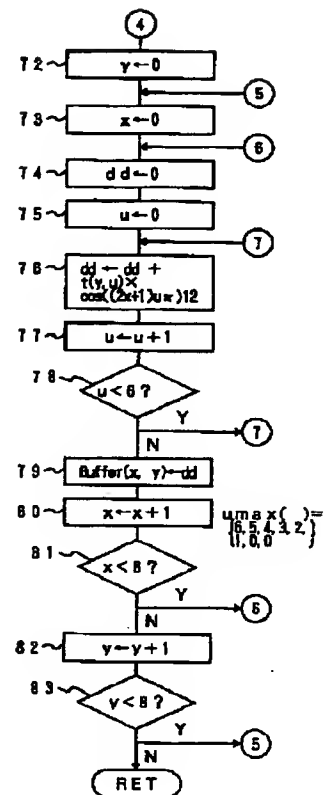 4
72 y←0
5
73 x←0
6
74 dd←0
75 u←0
7
76 dd ← dd +
t(y,u)×
cos((2x+1)uπ)12
77 u←u+1
78 u<6?
Y
N
7
79 Buffer(x, y)←dd
80 x←x+1
umax( )=
{6,5,4,3,2,
{1,0,0 }
81 x<8?
Y
N
6
82 y←y+1
83 y<8?
Y
N
5
RET